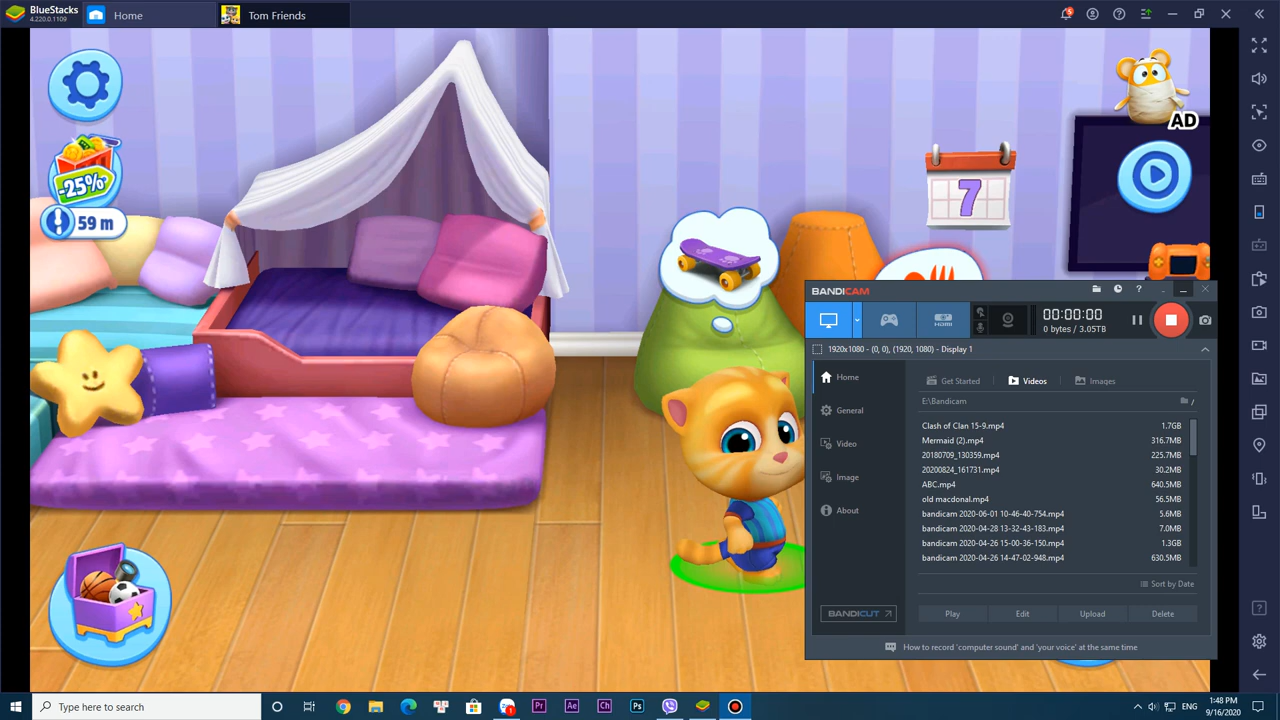 BlueStacks
4.220.0.1109
Home
Tom Friends
5
-25%
59 m
7
AD
BANDICAM
HDMI
00:00:00
0 bytes / 3.05TB
1920x1080 - (0, 0), (1920, 1080) - Display 1
Home
General
Video
Image
About
BANDICUT
Get Started
Videos
Images
E:\Bandicam
/
Clash of Clan 15-9.mp4 1.7GB
Mermaid (2).mp4 316.7MB
20180709_130359.mp4 225.7MB
20200824_161731.mp4 30.2MB
ABC.mp4 640.5MB
old macdonal.mp4 56.5MB
bandicam 2020-06-01 10-46-40-754.mp4 5.6MB
bandicam 2020-04-28 13-32-43-183.mp4 7.0MB
bandicam 2020-04-26 15-00-36-150.mp4 1.3GB
bandicam 2020-04-26 14-47-02-948.mp4 630.5MB
Sort by Date
Play Edit Upload Delete
How to record 'computer sound' and 'your voice' at the same time
Type here to search
1
Pr
Ae
Ch
Ps
ENG
1:48 PM
9/16/2020